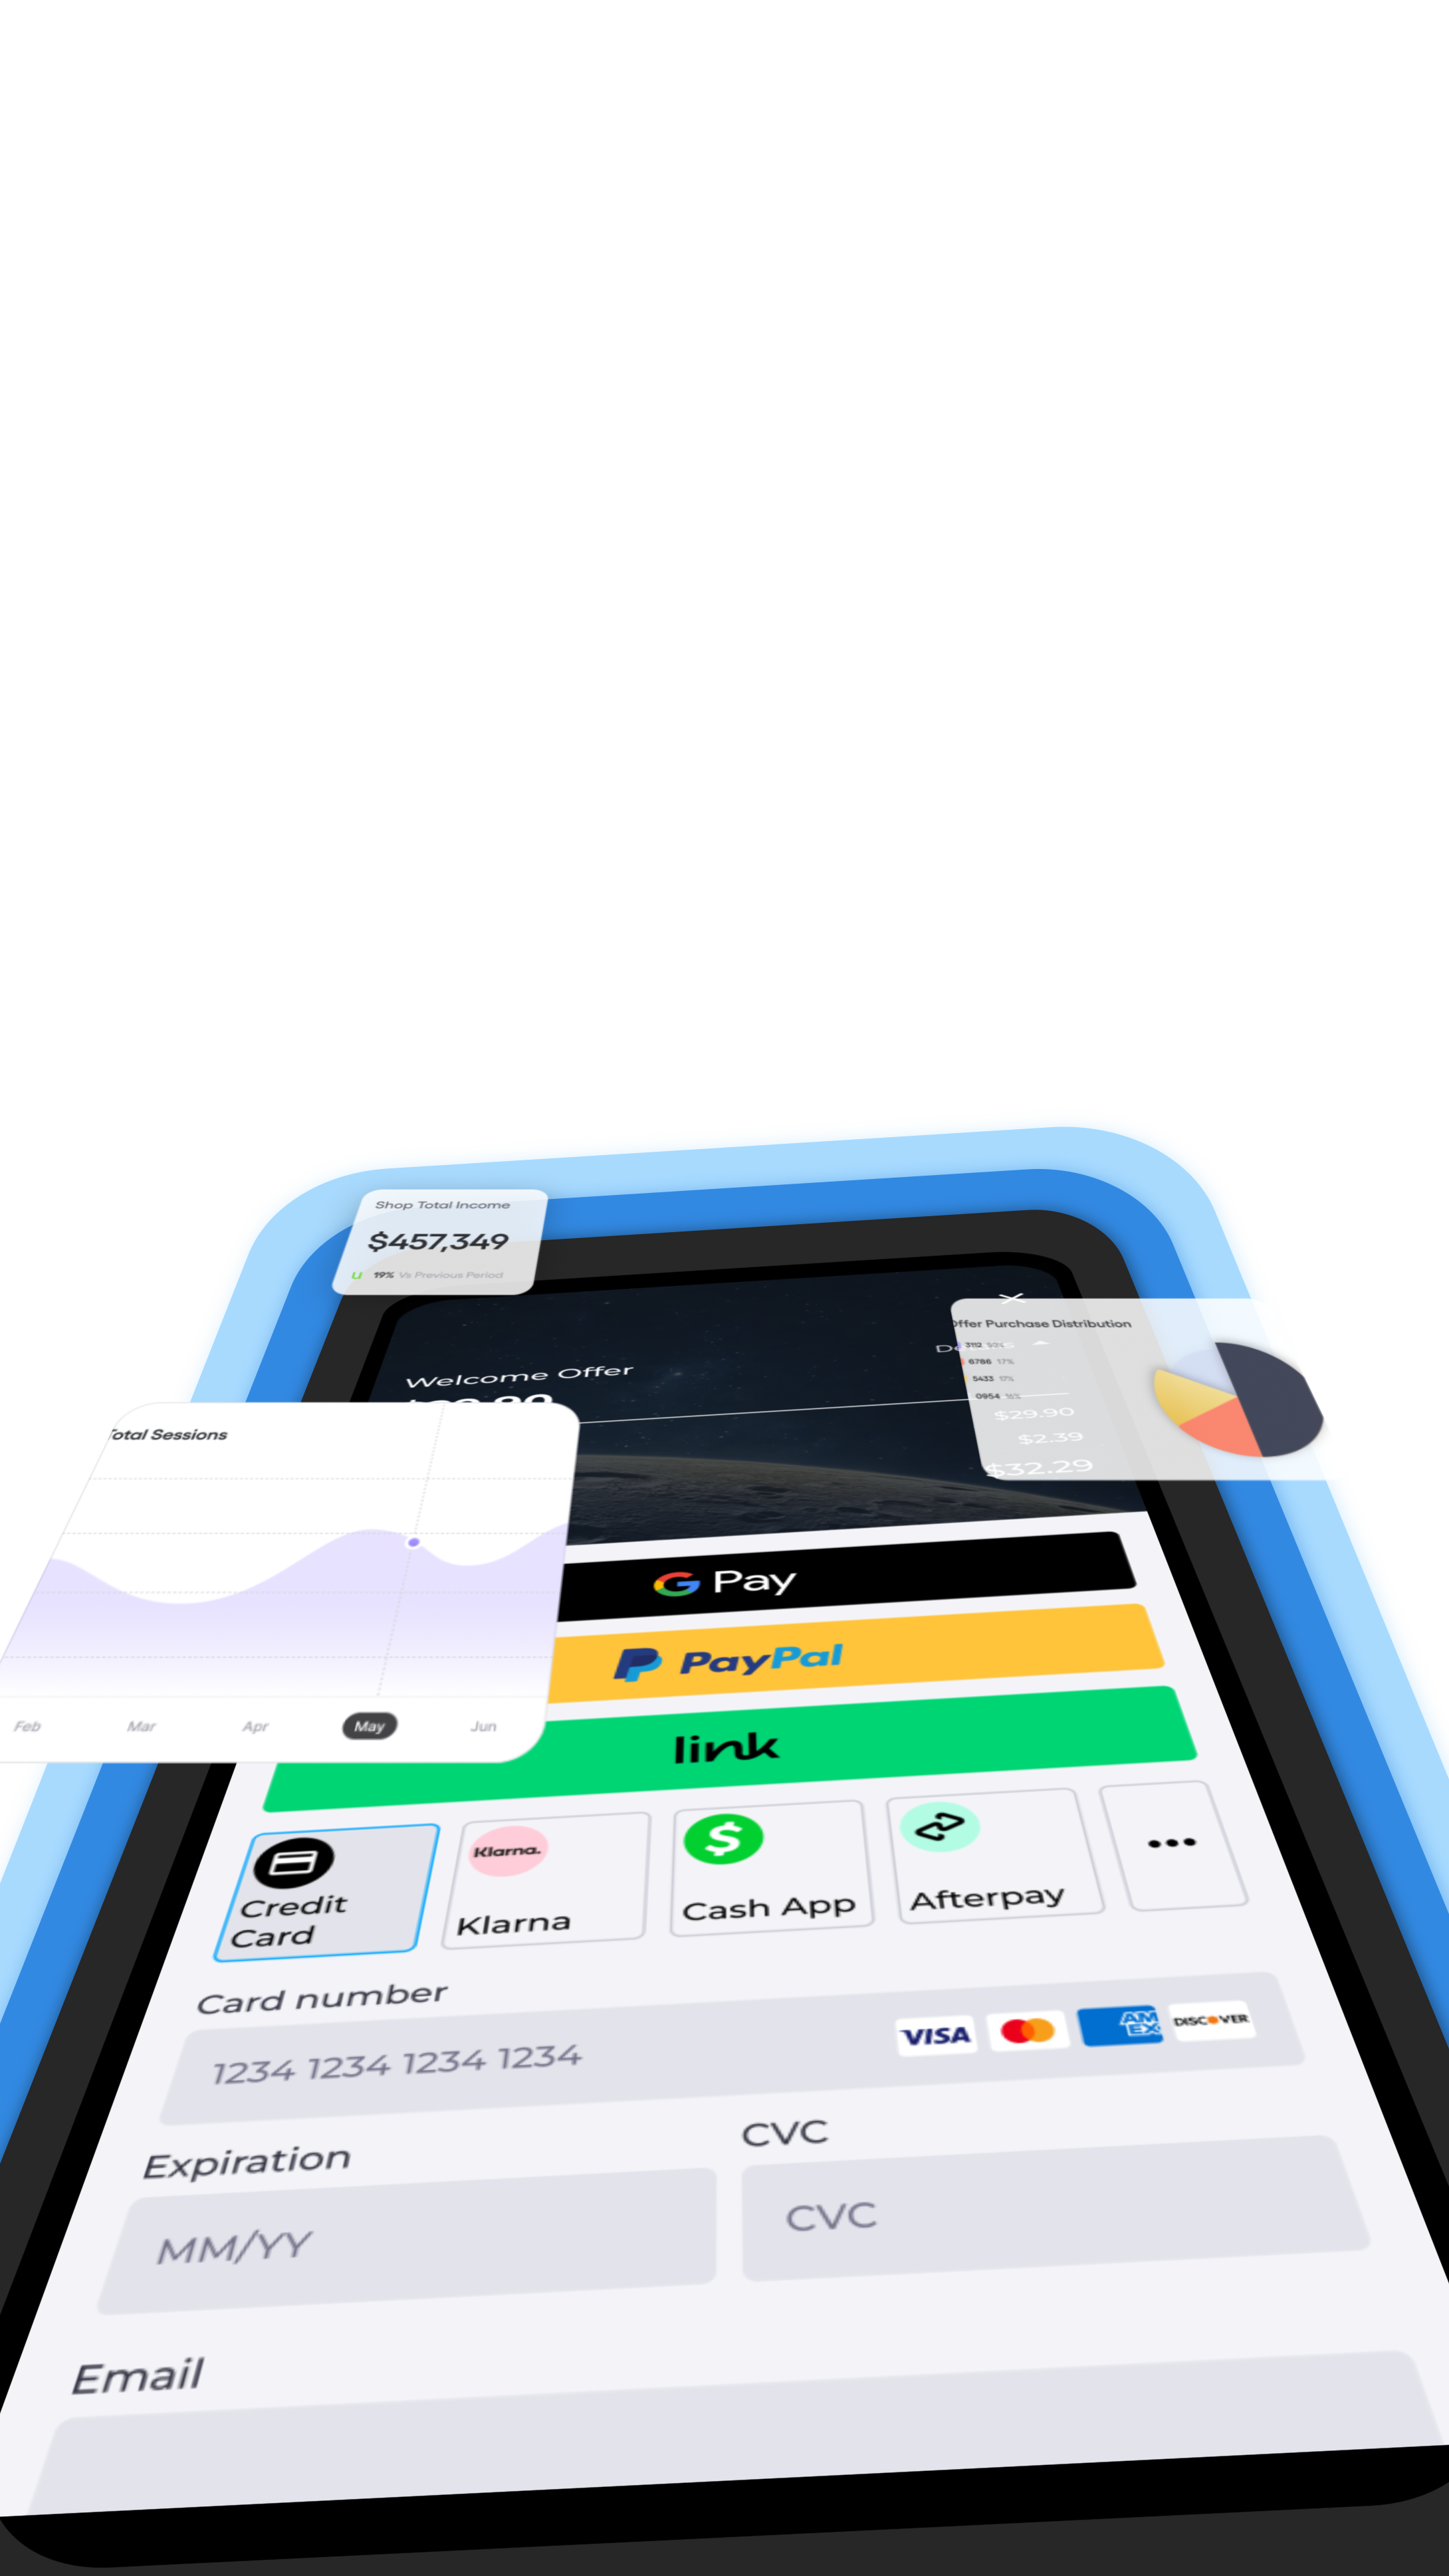 Shop Total Income
$457,349
19% Vs Previous Period
Offer Purchase Distribution
3112
6786 17%
5433 17%
0954 16%
Welcome Offer
$29.90
$2.39
$32.29
Total Sessions
Feb Mar Apr May Jun
G Pay
PayPal
link
Credit
Card
Klarna.
Klarna
Cash App
Afterpay
Card number
1234 1234 1234 1234
VISA
AM
EX
DISCOVER
Expiration
CVC
MM/YY
CVC
Email